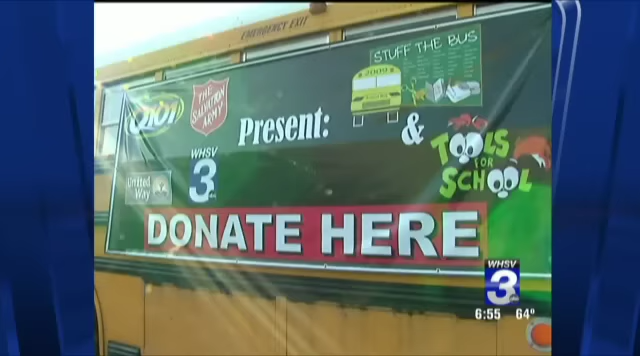 EMERGENCY EXIT
STUFF THE BUS
2009
Q101
THE
SALVATION
ARMY
Present:
&
TOOLS
FOR
SCHOOL
WHSV
3
United
Way
DONATE HERE
WHSV
3
6:55 64°